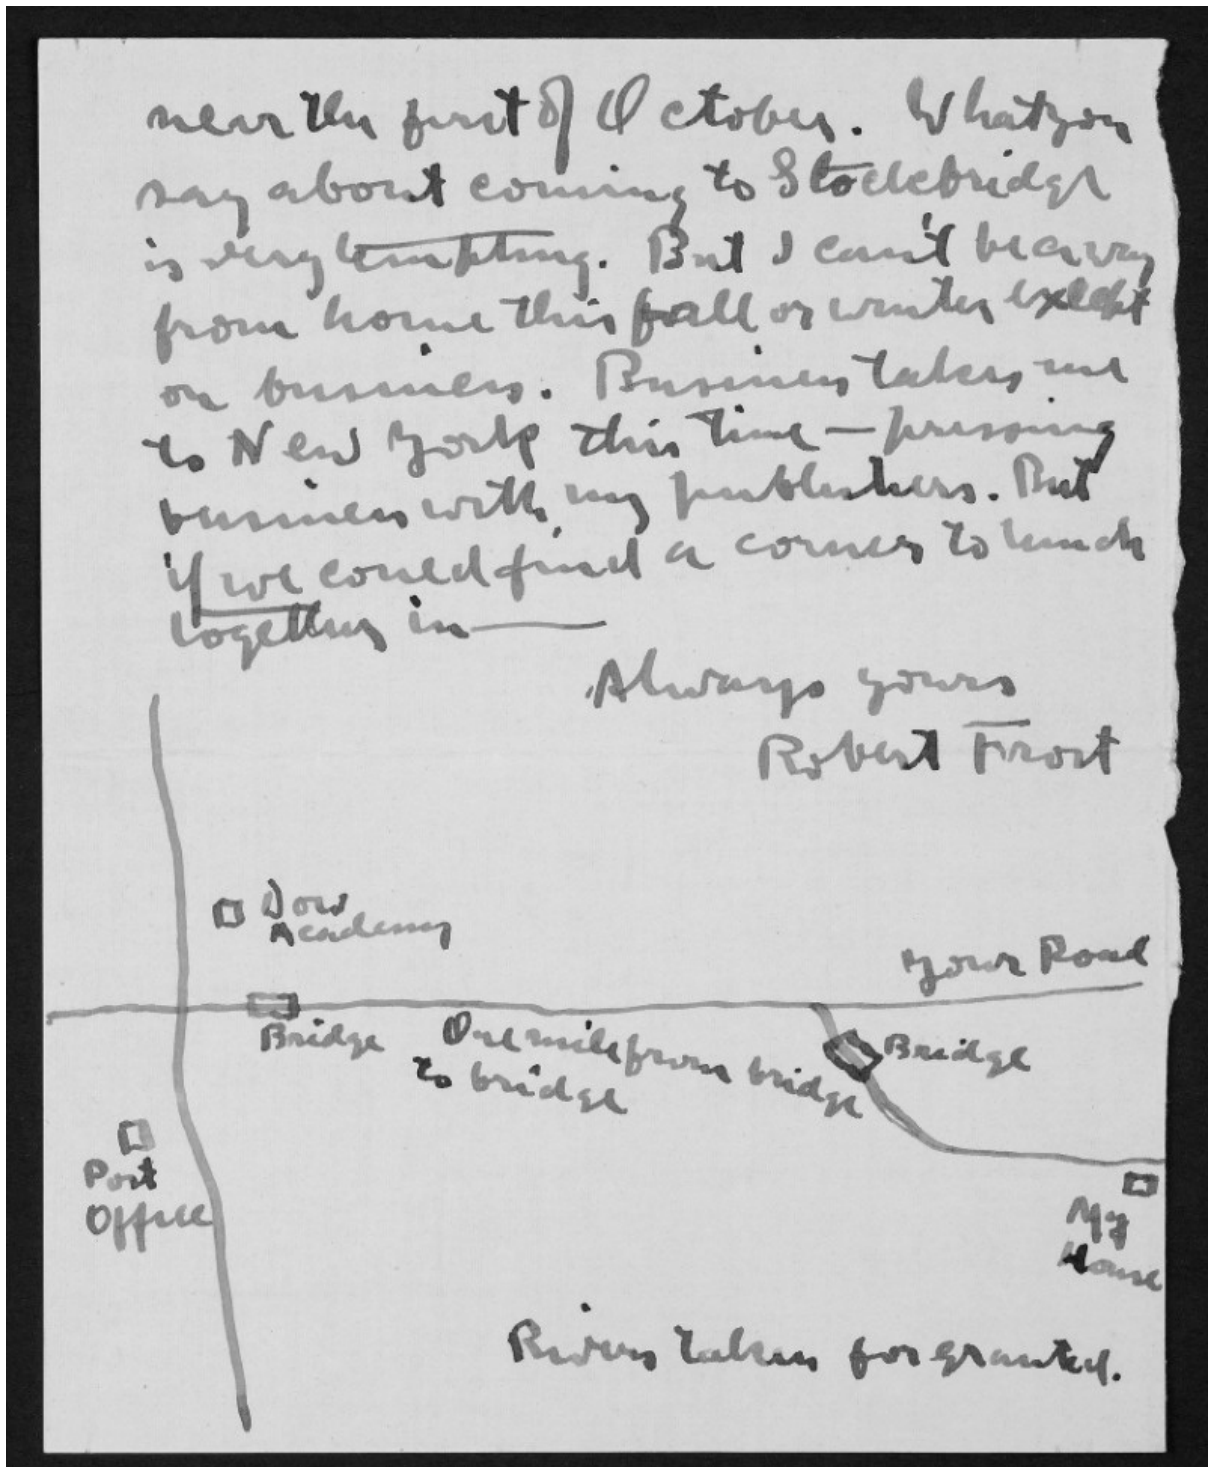 near the first of October. What you
say about coming to Stockbridge
is very tempting. But I can't be away
from home this fall or winter except
on business. Business takes me
to New York this time — pressing
business with my publishers. But
if we could find a corner to lunch
together in ——
Always yours
Robert Frost
Dow
Academy
Your Road
Bridge
One mile from bridge
to bridge
Bridge
Post
Office
My
House
Rivers taken for granted.